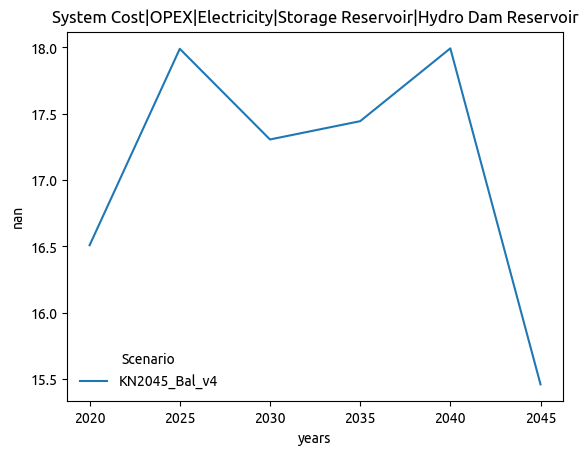 System Cost|OPEX|Electricity|Storage Reservoir|Hydro Dam Reservoir
18.0
17.5
17.0
16.5
16.0
15.5
nan
Scenario
KN2045_Bal_v4
2020 2025 2030 2035 2040 2045
years